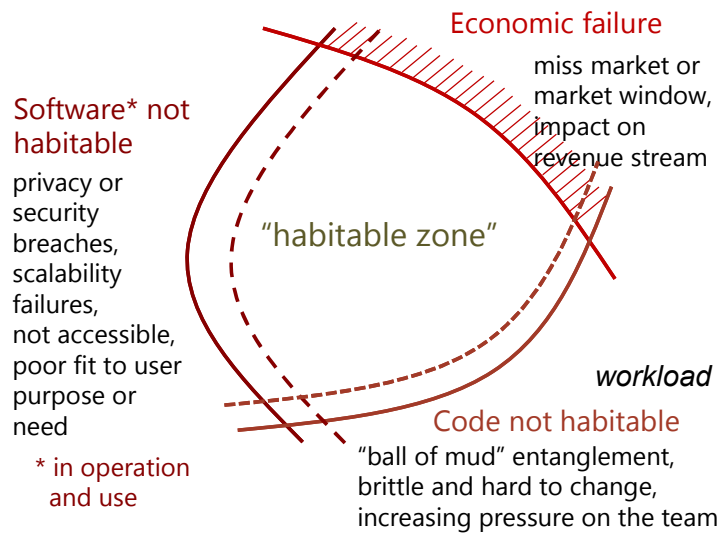 Economic failure
miss market or
market window,
impact on
revenue stream
Software* not
habitable
privacy or
security
breaches,
scalability
failures,
not accessible,
poor fit to user
purpose or
need
* in operation
and use
“habitable zone”
workload
Code not habitable
“ball of mud” entanglement,
brittle and hard to change,
increasing pressure on the team